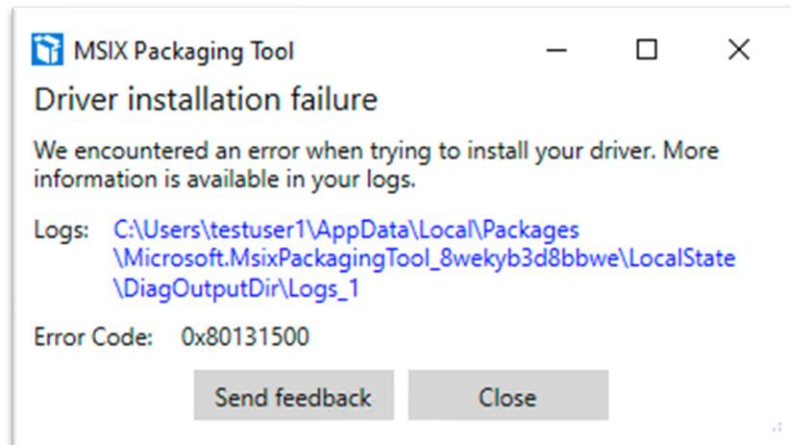 MSIX Packaging Tool
Driver installation failure
We encountered an error when trying to install your driver. More
information is available in your logs.
Logs: C:\Users\testuser1\AppData\Local\Packages
\Microsoft.MsixPackagingTool_8wekyb3d8bbwe\LocalState
\DiagOutputDir\Logs_1
Error Code: 0x80131500
Send feedback Close